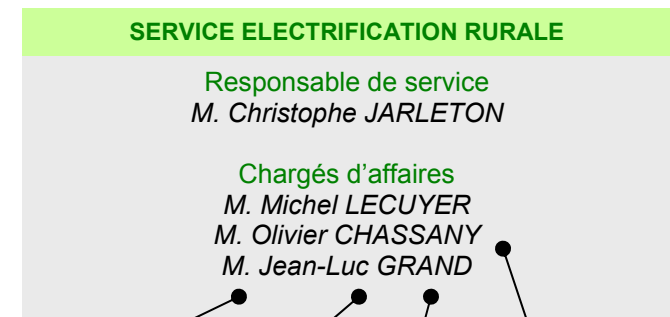 SERVICE ELECTRIFICATION RURALE
Responsable de service
M. Christophe JARLETON
Chargés d’affaires
M. Michel LECUYER
M. Olivier CHASSANY
M. Jean-Luc GRAND